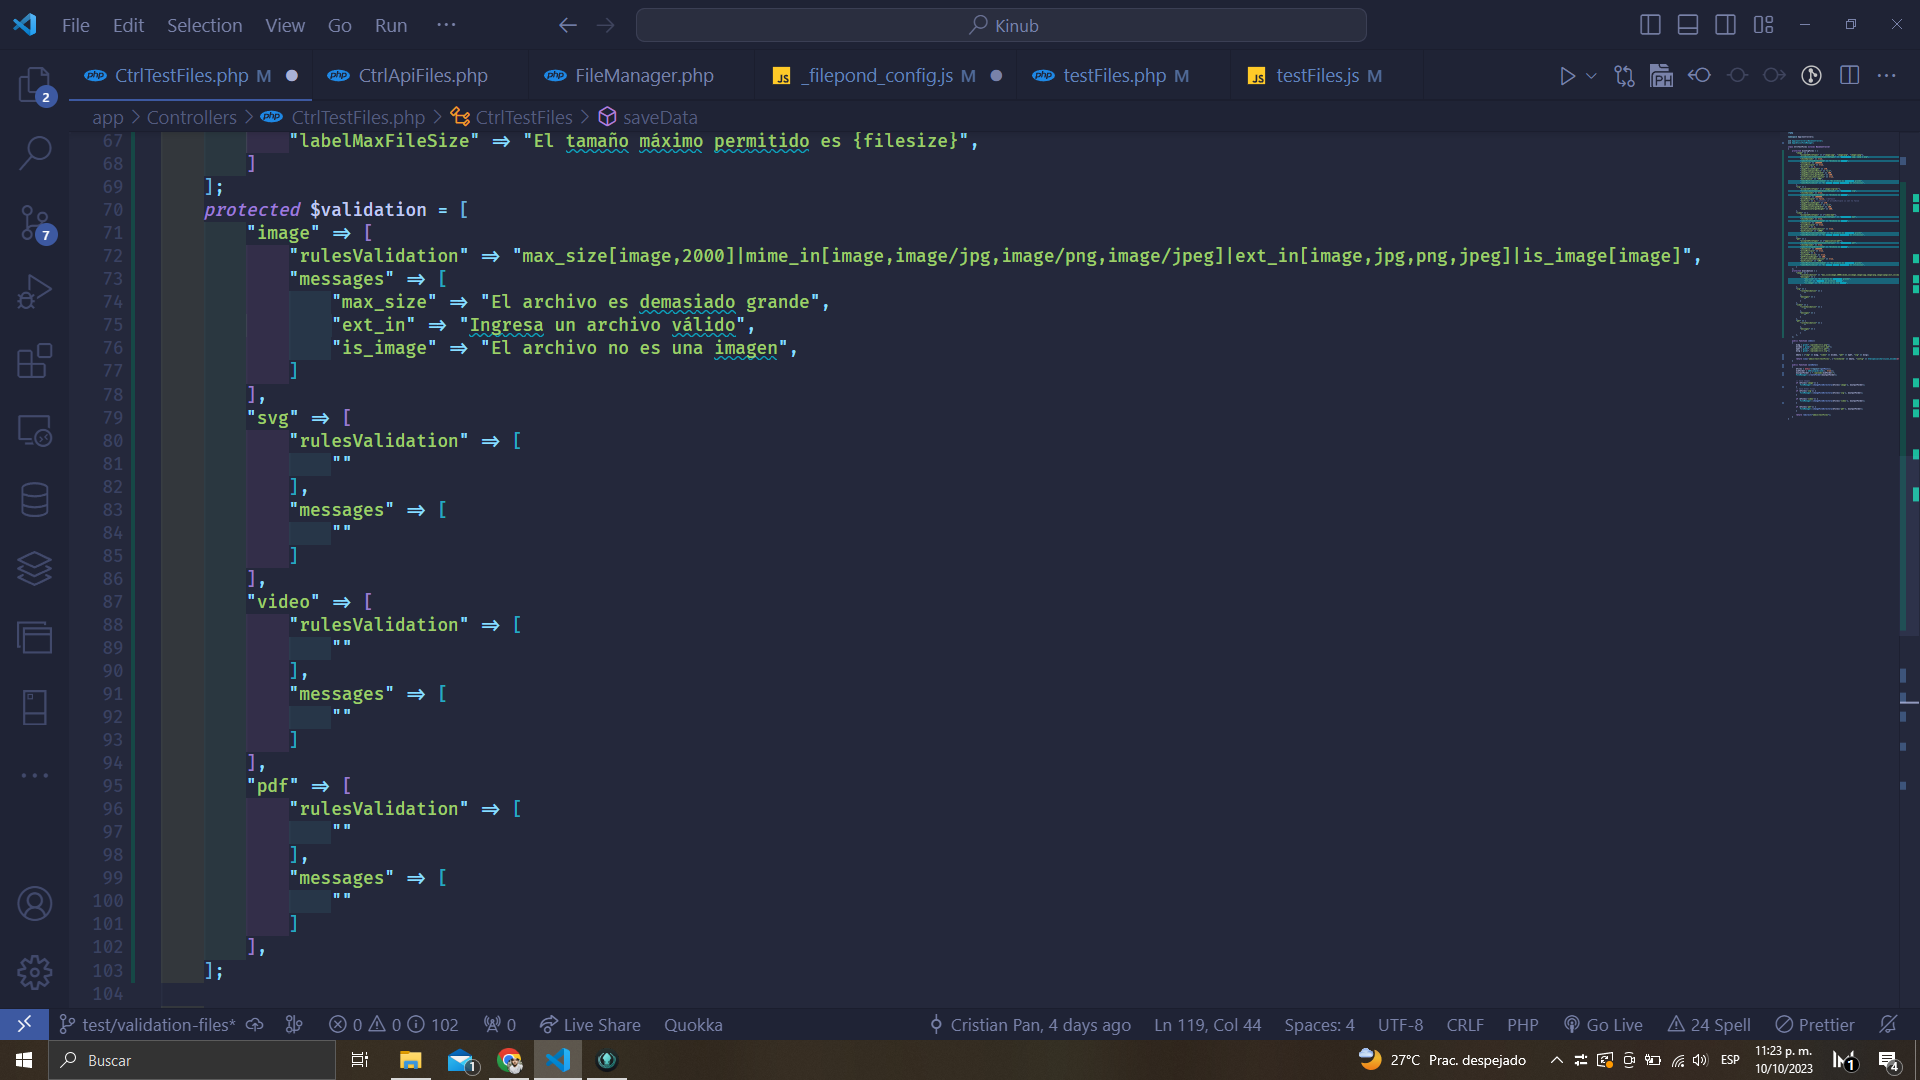 File Edit Selection View Go Run ··· Kinub
CtrlTestFiles.php M CtrlApiFiles.php FileManager.php _filepond_config.js M testFiles.php M testFiles.js M
app > Controllers > CtrlTestFiles.php > CtrlTestFiles > saveData
67 "labelMaxFileSize" => "El tamaño máximo permitido es {filesize}",
68 ]
69 ];
70 protected $validation = [
71 "image" => [
72 "rulesValidation" => "max_size[image,2000]|mime_in[image,image/jpg,image/png,image/jpeg]|ext_in[image,jpg,png,jpeg]|is_image[image]",
73 "messages" => [
74 "max_size" => "El archivo es demasiado grande",
75 "ext_in" => "Ingresa un archivo válido",
76 "is_image" => "El archivo no es una imagen",
77 ]
78 ],
79 "svg" => [
80 "rulesValidation" => [
81 ""
82 ],
83 "messages" => [
84 ""
85 ]
86 ],
87 "video" => [
88 "rulesValidation" => [
89 ""
90 ],
91 "messages" => [
92 ""
93 ]
94 ],
95 "pdf" => [
96 "rulesValidation" => [
97 ""
98 ],
99 "messages" => [
100 ""
101 ]
102 ],
103 ];
104
2
7
test/validation-files* 0 0 102 0 Live Share Quokka Cristian Pan, 4 days ago Ln 119, Col 44 Spaces: 4 UTF-8 CRLF PHP Go Live 24 Spell Prettier
Buscar 1 27°C Prac. despejado ESP 11:23 p. m. 1 4
10/10/2023